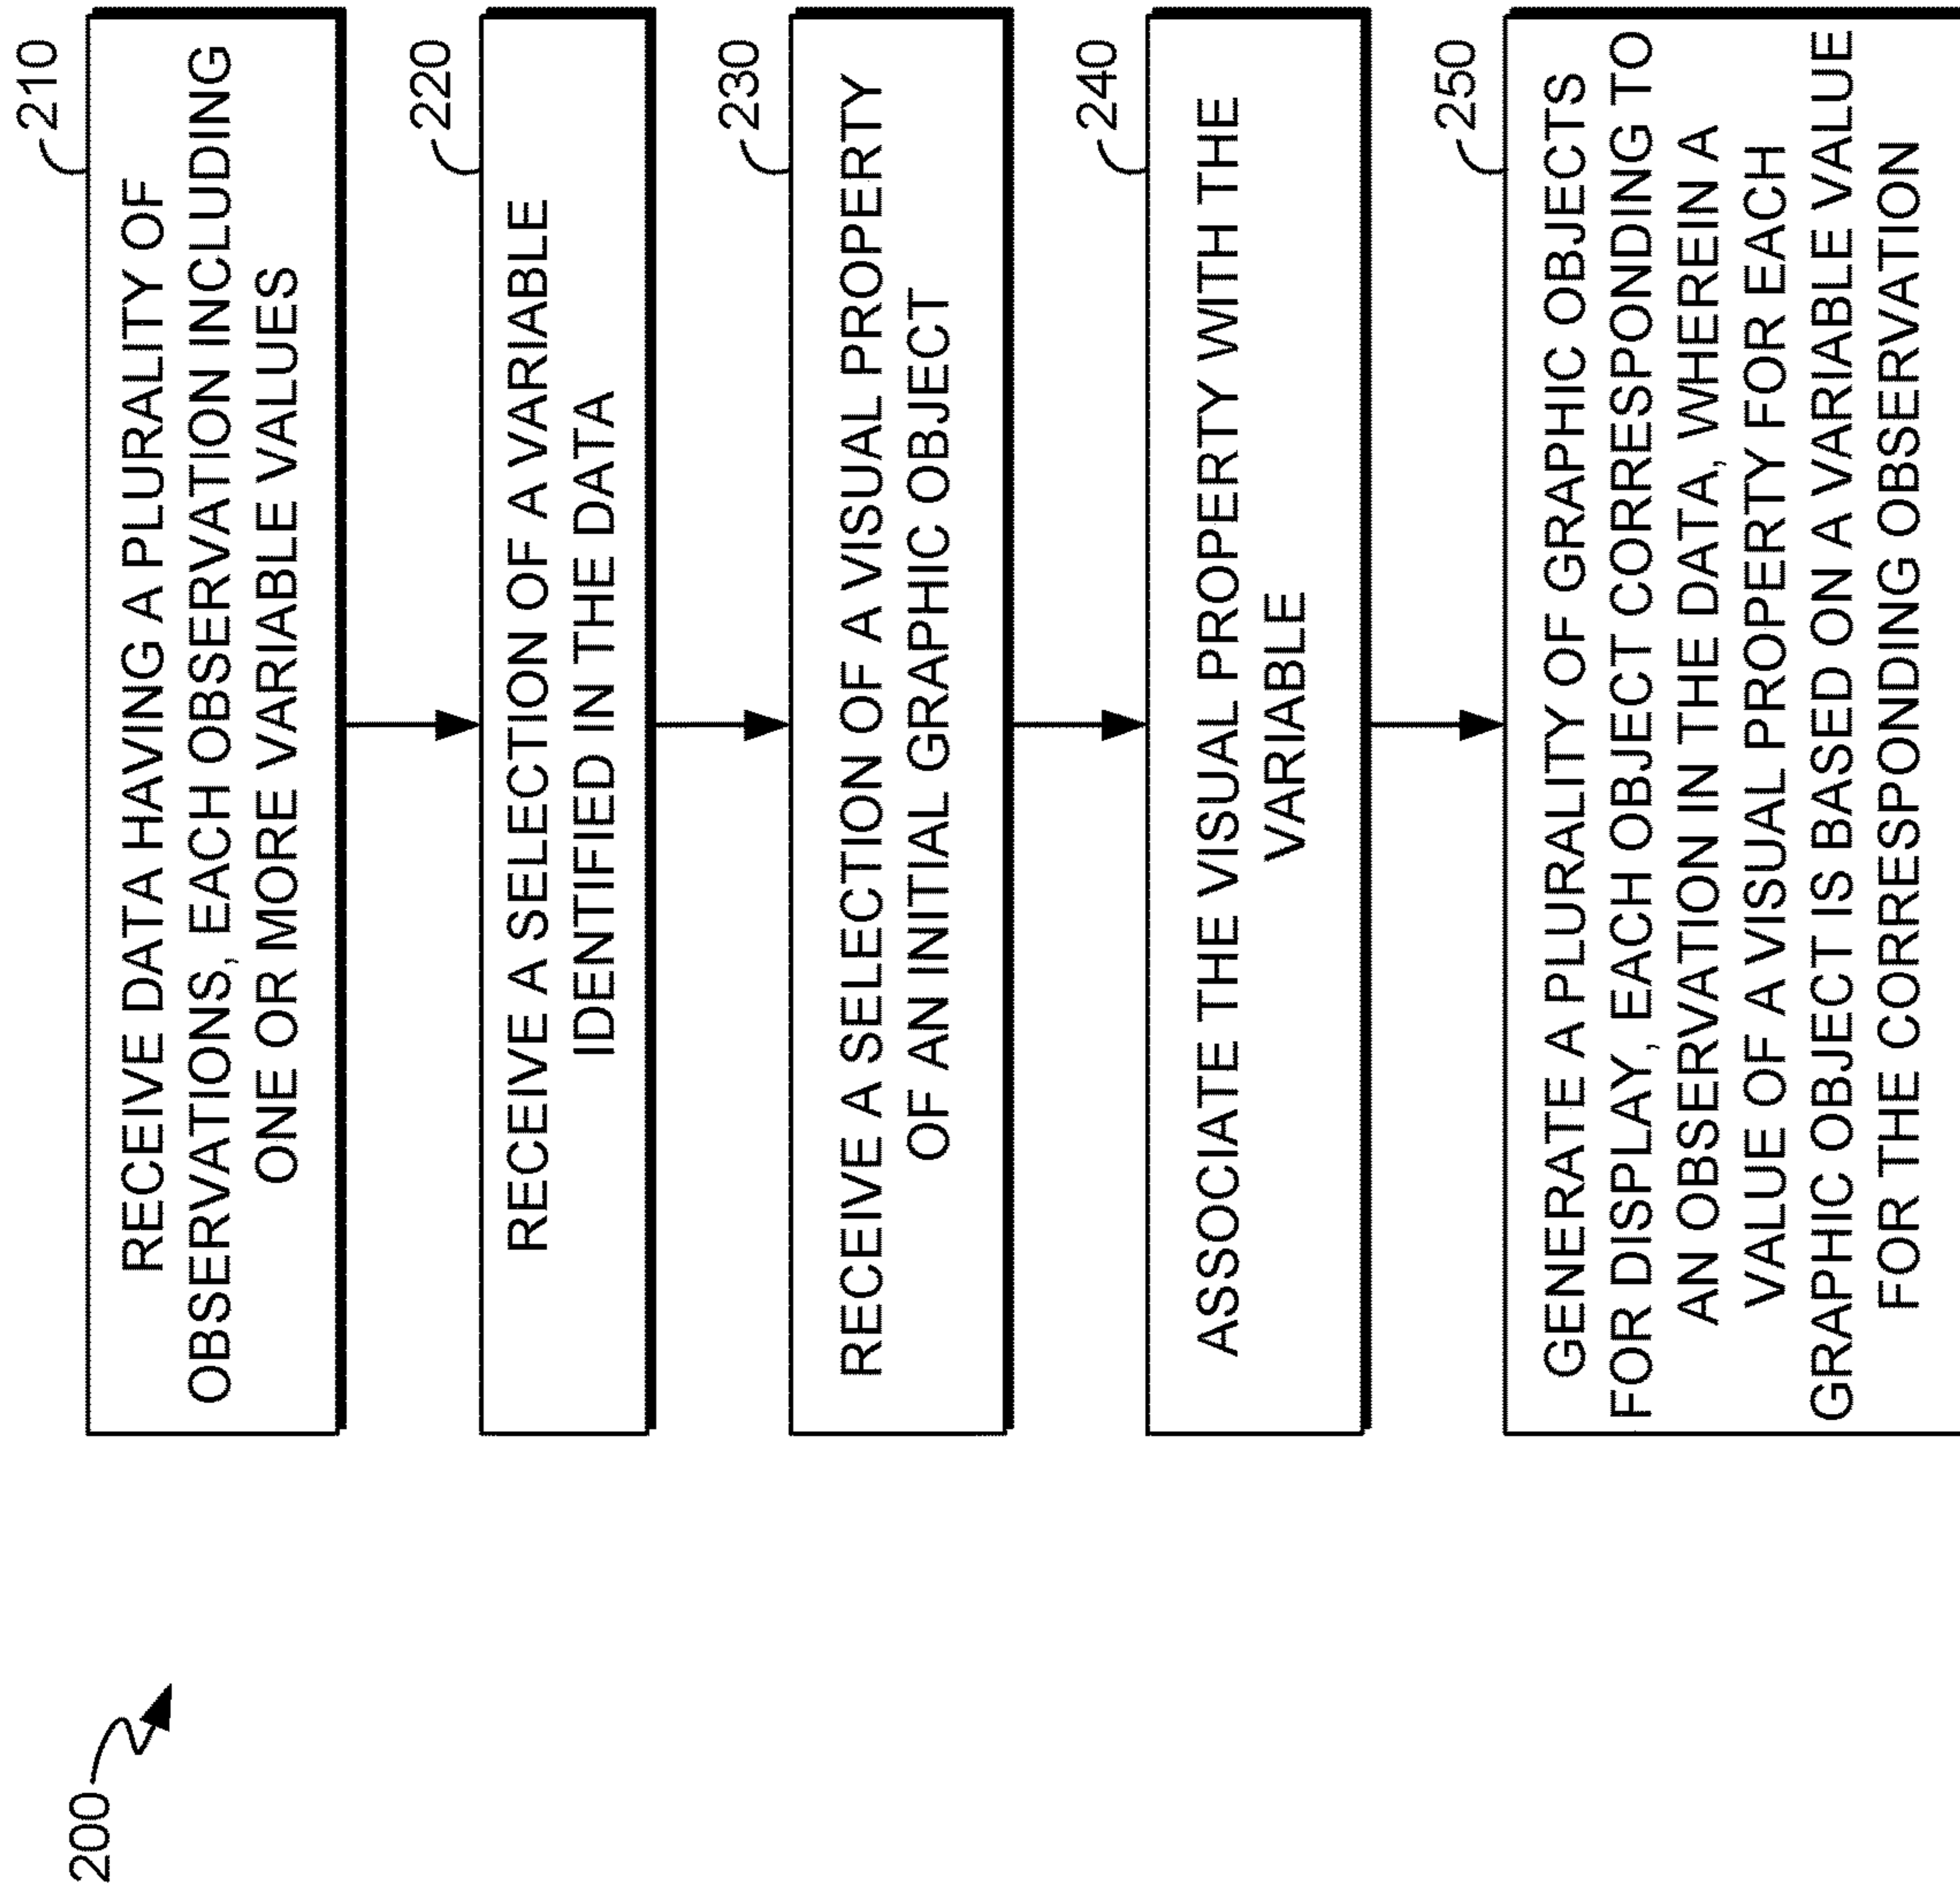 200
210
RECEIVE DATA HAVING A PLURALITY OF
OBSERVATIONS, EACH OBSERVATION INCLUDING
ONE OR MORE VARIABLE VALUES
220
RECEIVE A SELECTION OF A VARIABLE
IDENTIFIED IN THE DATA
230
RECEIVE A SELECTION OF A VISUAL PROPERTY
OF AN INITIAL GRAPHIC OBJECT
240
ASSOCIATE THE VISUAL PROPERTY WITH THE
VARIABLE
250
GENERATE A PLURALITY OF GRAPHIC OBJECTS
FOR DISPLAY, EACH OBJECT CORRESPONDING TO
AN OBSERVATION IN THE DATA, WHEREIN A
VALUE OF A VISUAL PROPERTY FOR EACH
GRAPHIC OBJECT IS BASED ON A VARIABLE VALUE
FOR THE CORRESPONDING OBSERVATION